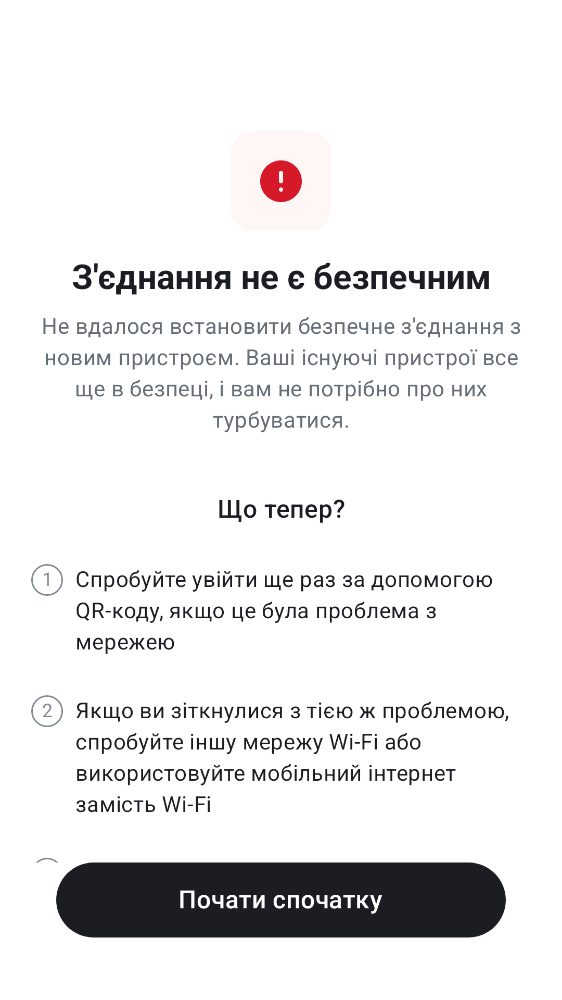 З'єднання не є безпечним
Не вдалося встановити безпечне з'єднання з
новим пристроєм. Ваші існуючі пристрої все
ще в безпеці, і вам не потрібно про них
турбуватися.
Що тепер?
1 Спробуйте увійти ще раз за допомогою
QR-коду, якщо це була проблема з
мережею
2 Якщо ви зіткнулися з тією ж проблемою,
спробуйте іншу мережу Wi-Fi або
використовуйте мобільний інтернет
замість Wi-Fi
Почати спочатку